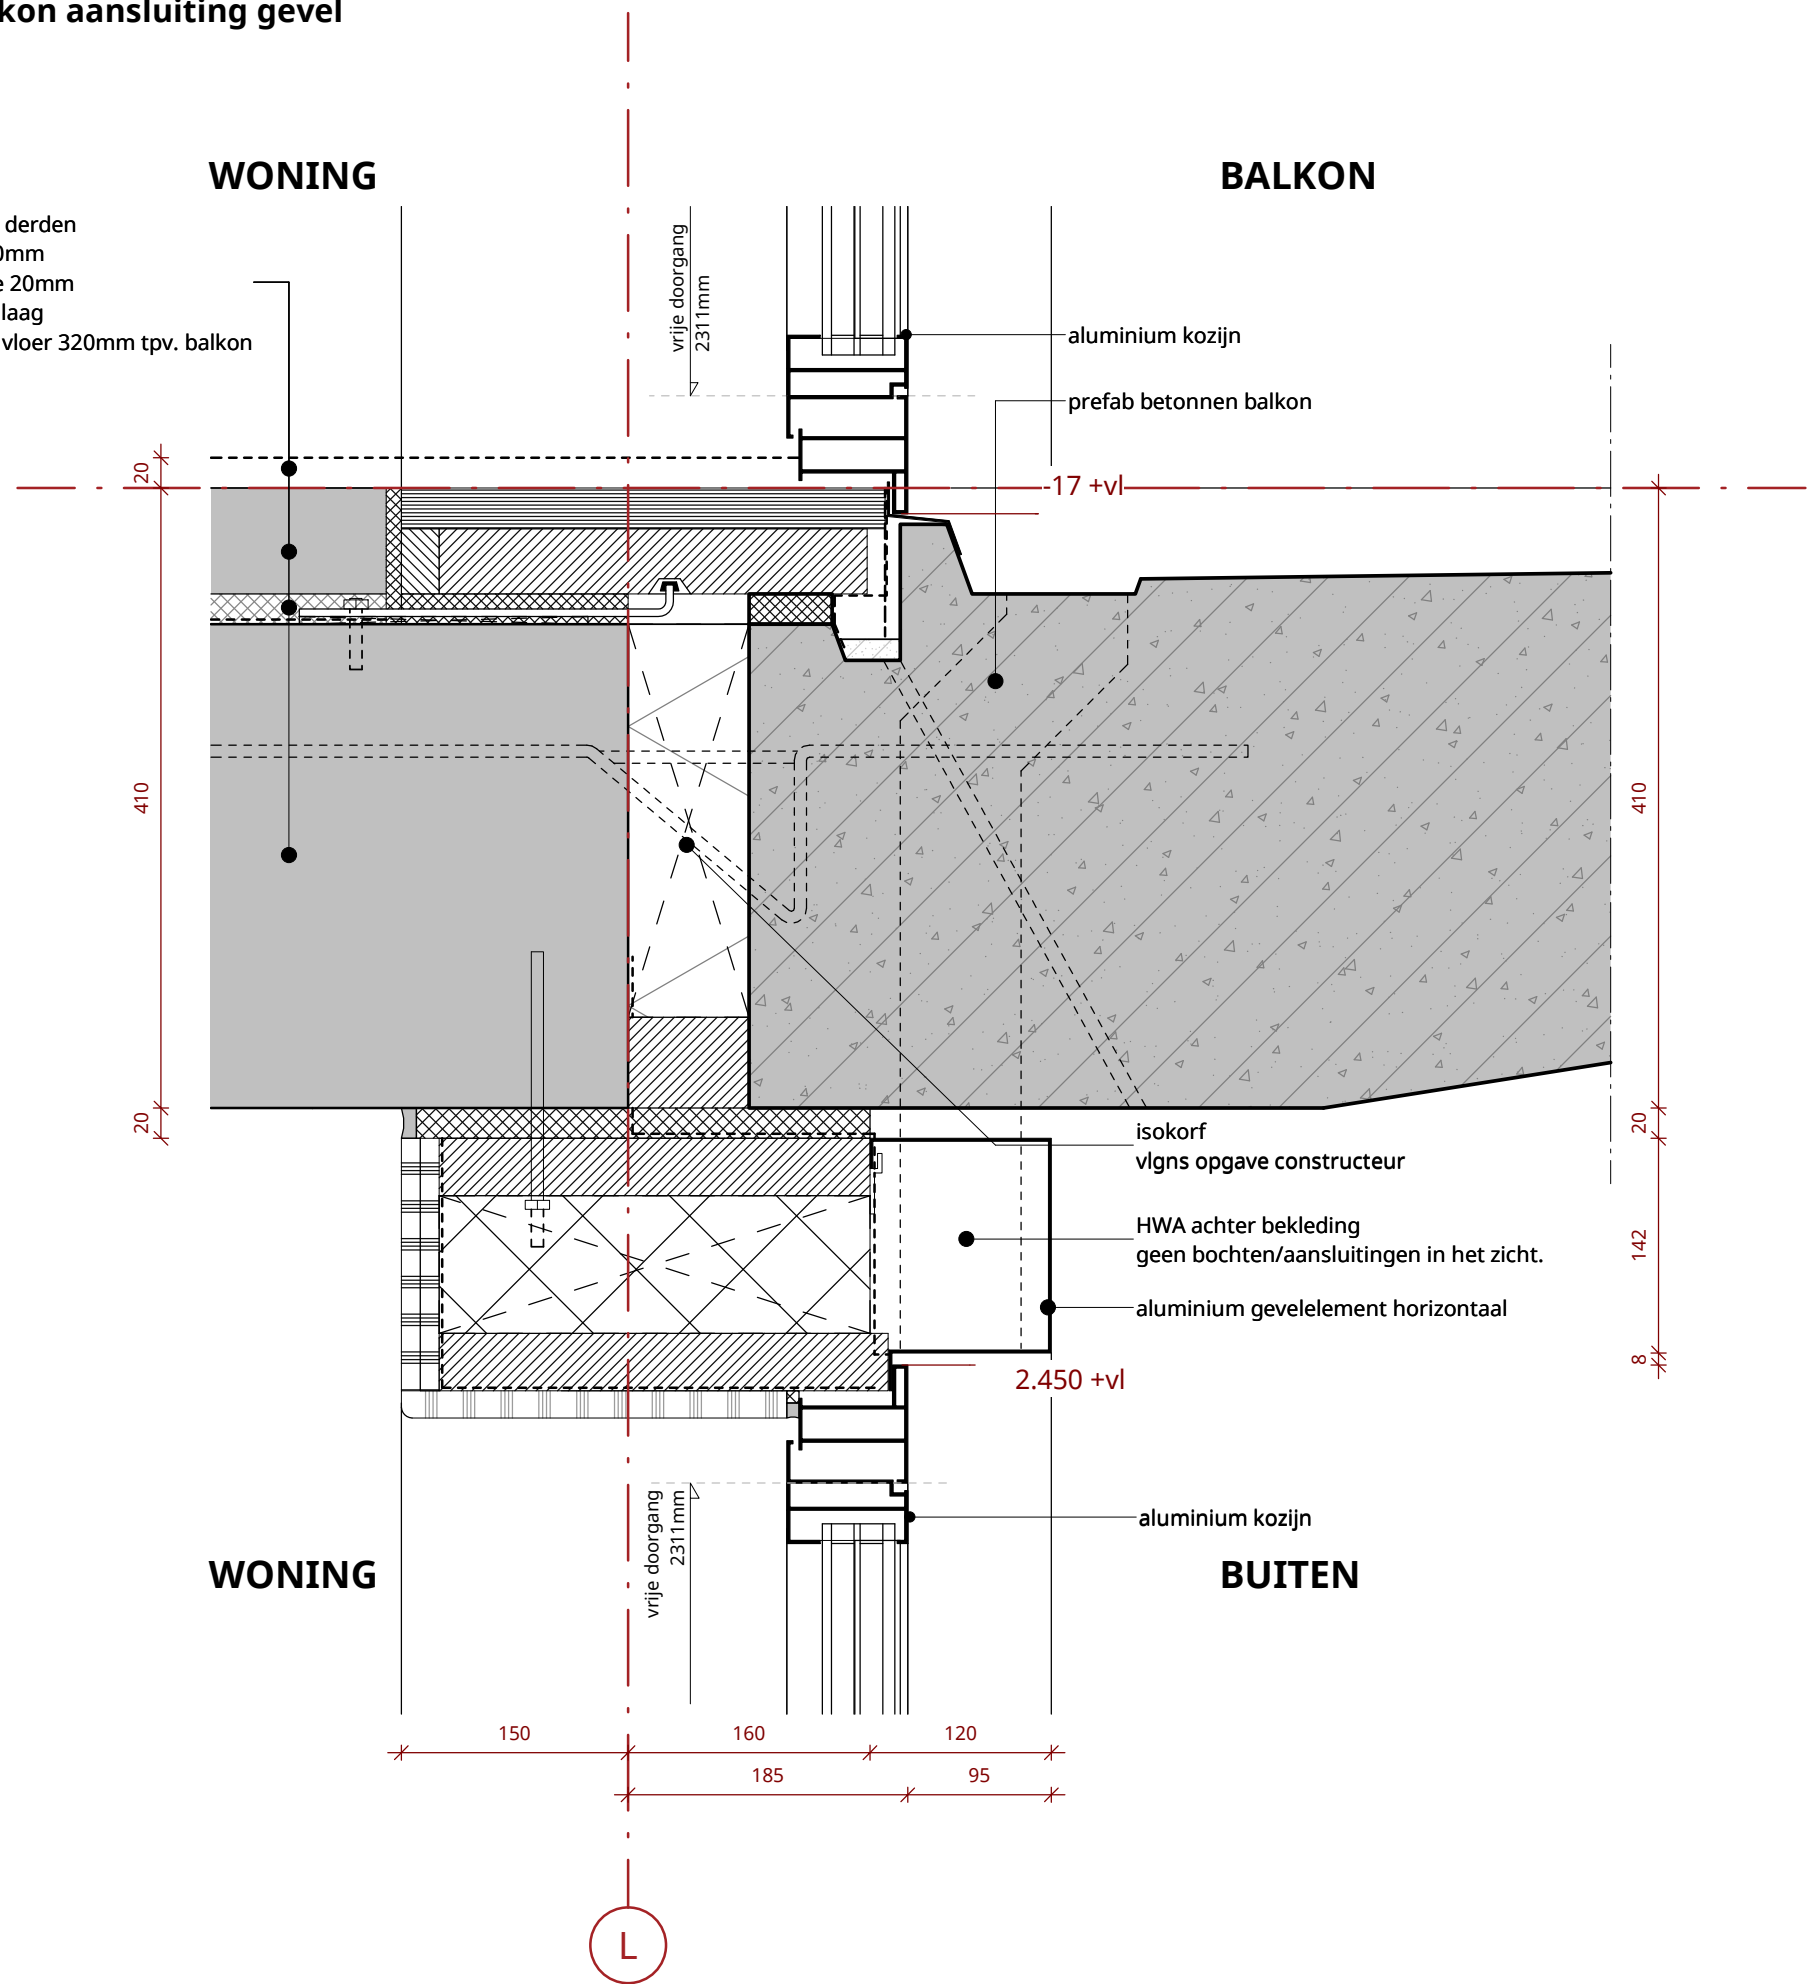 kon aansluiting gevel
WONING
BALKON
derden
0mm
e 20mm
laag
vloer 320mm tpv. balkon
vrije doorgang
2311mm
aluminium kozijn
prefab betonnen balkon
20
-17 +vl
410
410
20
20
isokorf
vlgns opgave constructeur
HWA achter bekleding
geen bochten/aansluitingen in het zicht.
142
aluminium gevelelement horizontaal
8
2.450 +vl
vrije doorgang
2311mm
aluminium kozijn
WONING
BUITEN
150
160
120
185
95
L